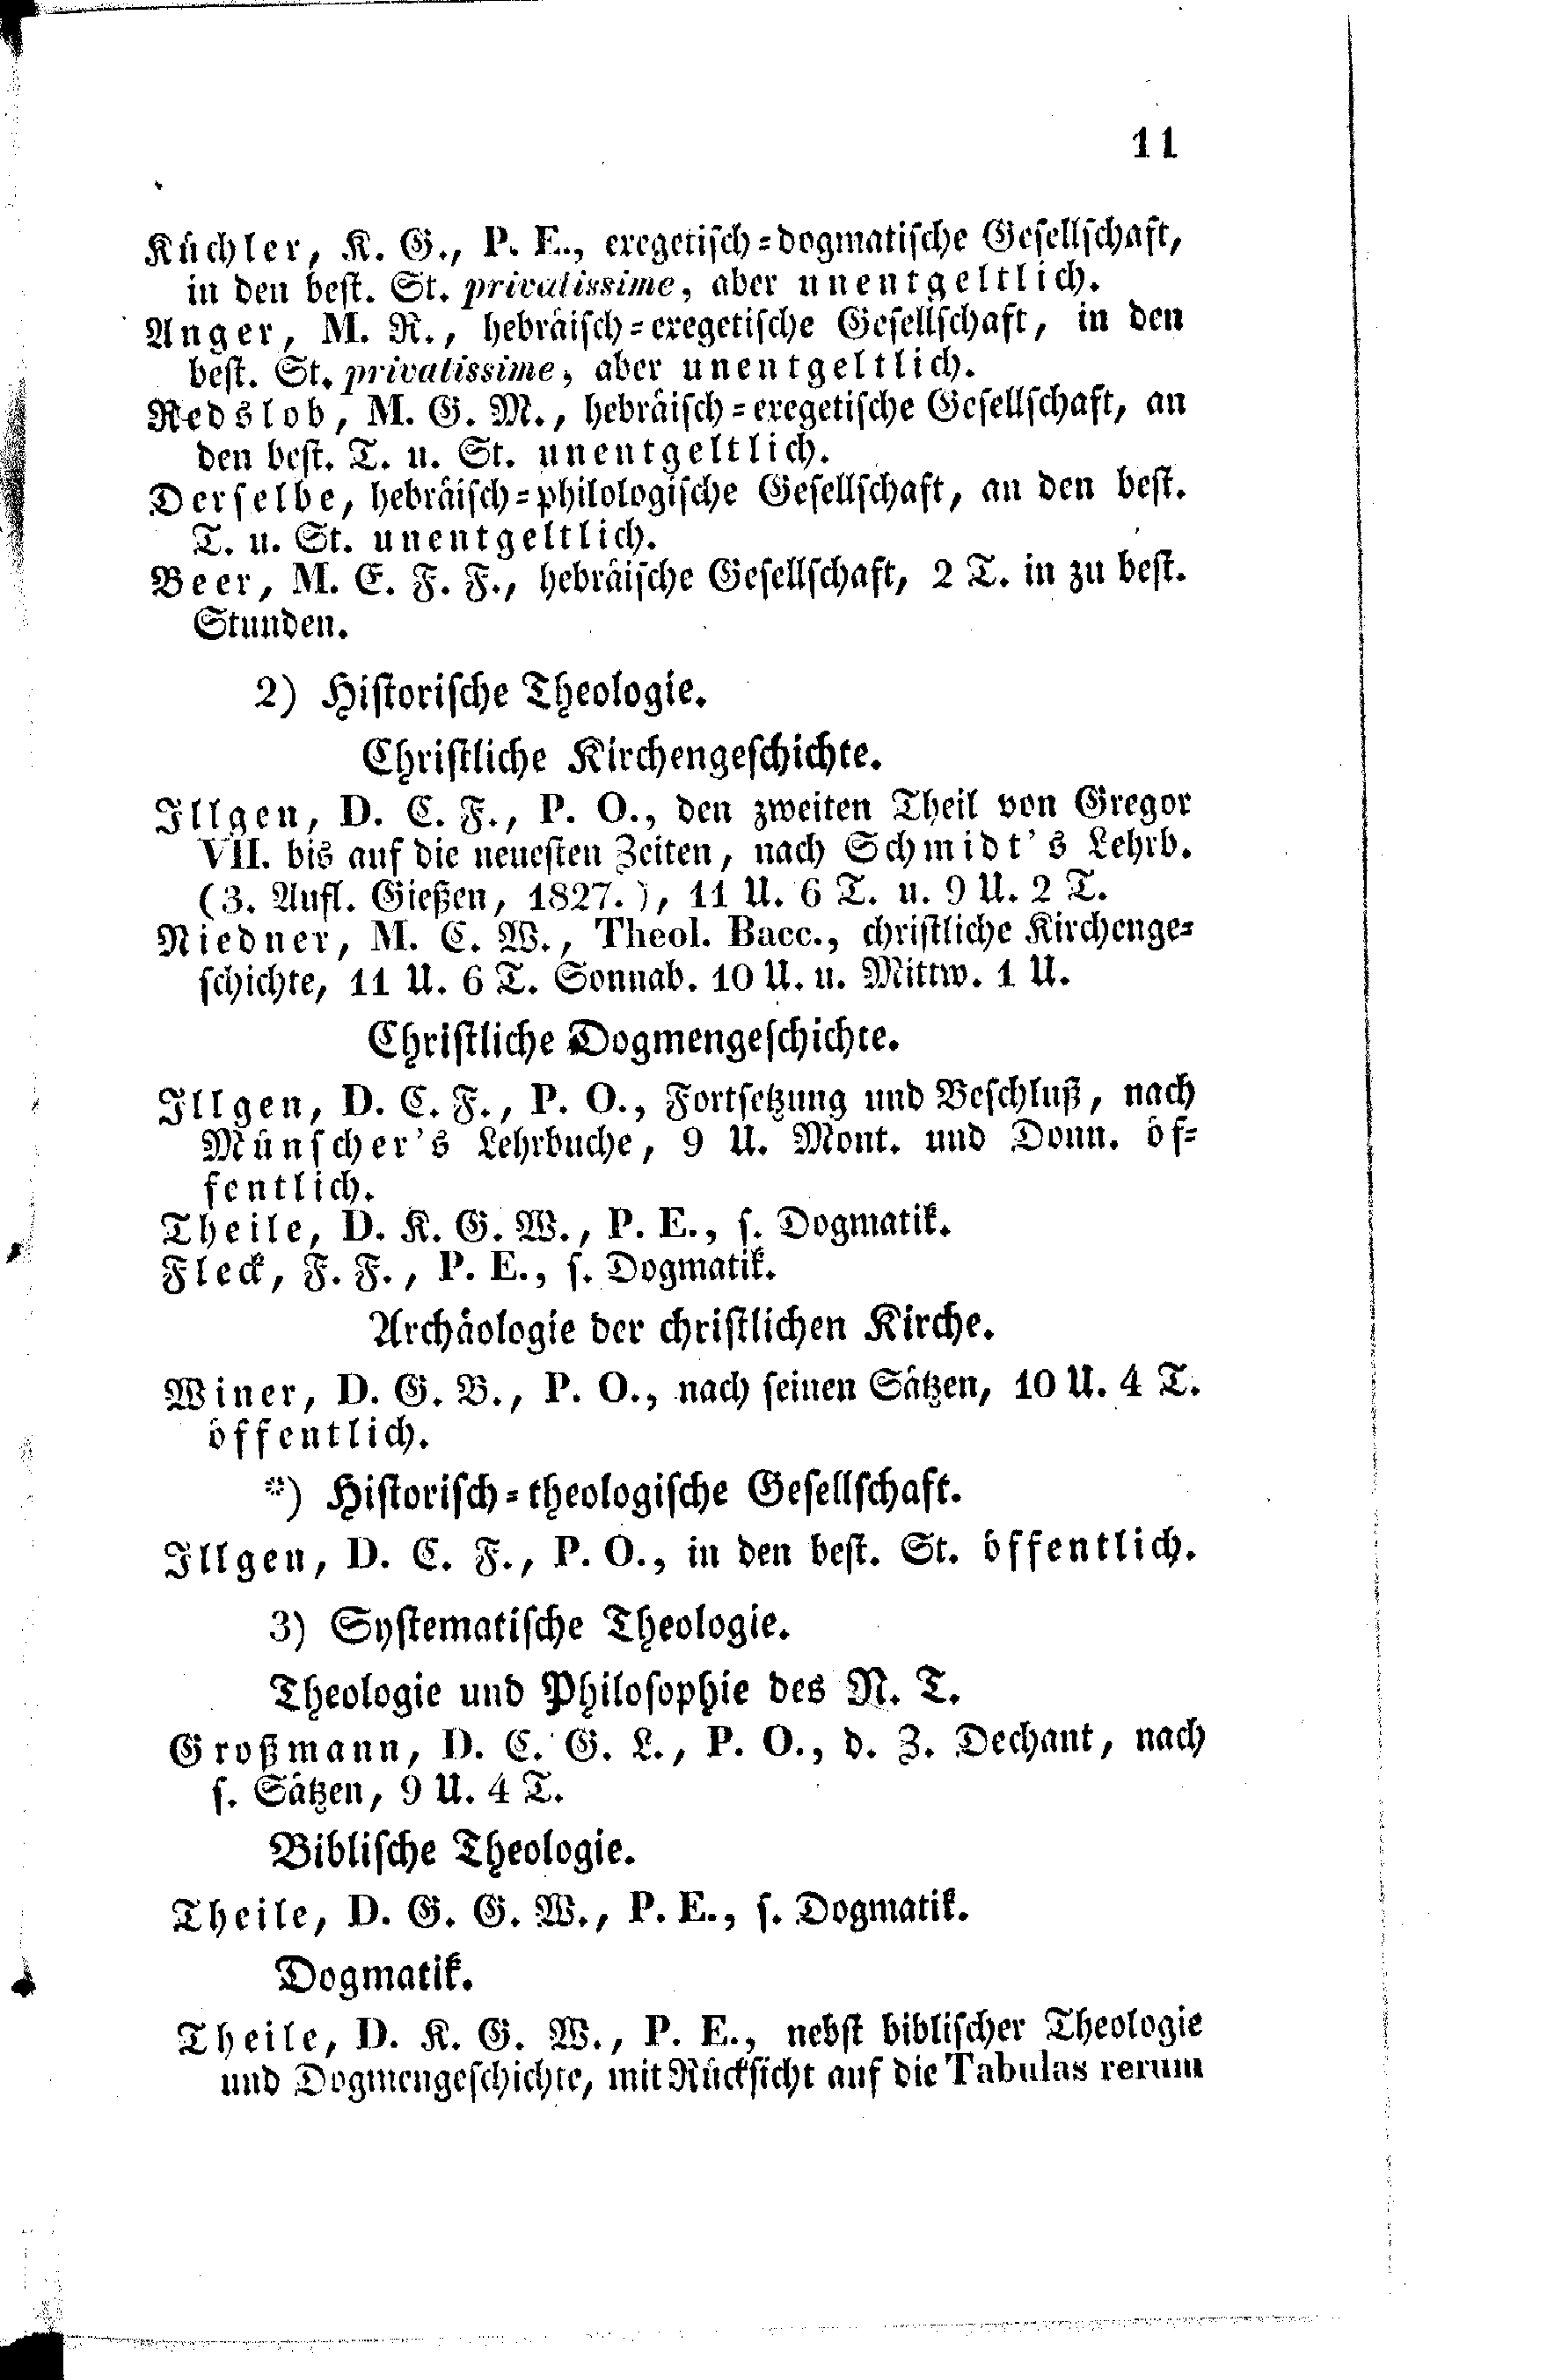 11
Küchler, K. G., P. E., exegetisch-dogmatische Gesellschaft,
in den best. St. privatissime, aber unentgeltlich.
Anger, M. R., hebräisch-exegetische Gesellschaft, in den
best. St. privatissime, aber unentgeltlich.
Redslob, M. G. M., hebräisch-exegetische Gesellschaft, an
den best. T. u. St. unentgeltlich.
Derselbe, hebräisch-philologische Gesellschaft, an den best.
T. u. St. unentgeltlich.
Beer, M. E. F. F., hebräische Gesellschaft, 2 T. in zu best.
Stunden.
2) Historische Theologie.
Christliche Kirchengeschichte.
Illgen, D. C. F., P. O., den zweiten Theil von Gregor
VII. bis auf die neuesten Zeiten, nach Schmidt's Lehrb.
(3. Aufl. Gießen, 1827.), 11 U. 6 T. u. 9 U. 2 T.
Niedner, M. C. W., Theol. Bacc., christliche Kirchenge-
schichte, 11 U. 6 T. Sonnab. 10 U. u. Mittw. 1 U.
Christliche Dogmengeschichte.
Illgen, D. C. F., P. O., Fortsetzung und Beschluß, nach
Münscher's Lehrbuche, 9 U. Mont. und Donn. öf-
fentlich.
Theile, D. K. G. W., P. E., s. Dogmatik.
Fleck, F. F., P. E., s. Dogmatik.
Archäologie der christlichen Kirche.
Winer, D. G. B., P. O., nach seinen Sätzen, 10 U. 4 T.
öffentlich.
*) Historisch-theologische Gesellschaft.
Illgen, D. C. F., P. O., in den best. St. öffentlich.
3) Systematische Theologie.
Theologie und Philosophie des N. T.
Großmann, D. C. G. L., P. O., d. Z. Dechant, nach
s. Sätzen, 9 U. 4 T.
Biblische Theologie.
Theile, D. G. G. W., P. E., s. Dogmatik.
Dogmatik.
Theile, D. K. G. W., P. E., nebst biblischer Theologie
und Dogmengeschichte, mit Rücksicht auf die Tabulas rerum